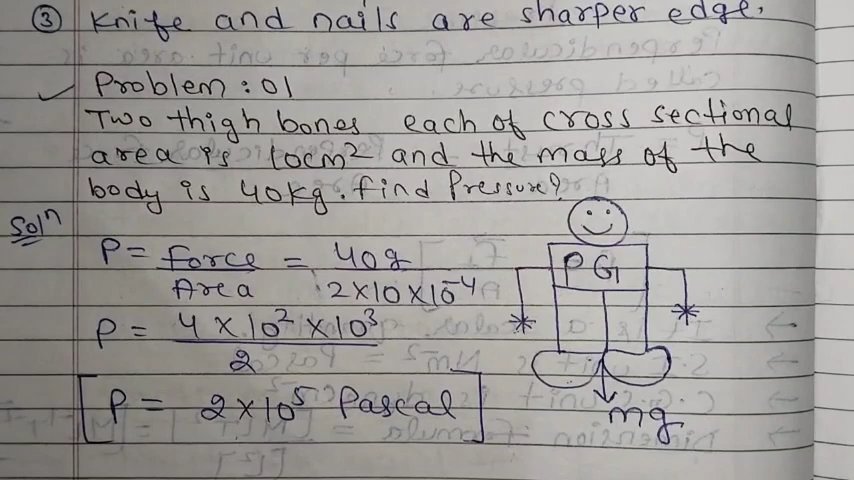 ③ Knife and nails are sharper edge.
Problem : 01
Two thigh bones each of cross sectional
area is 10cm² and the mass of the
body is 40kg. find Pressure?
Solⁿ
P = Force / Area = 40g / 2×10×10⁻⁴
P = 4×10²×10³ / 2
P = 2×10⁵ Pascal
PG
mg